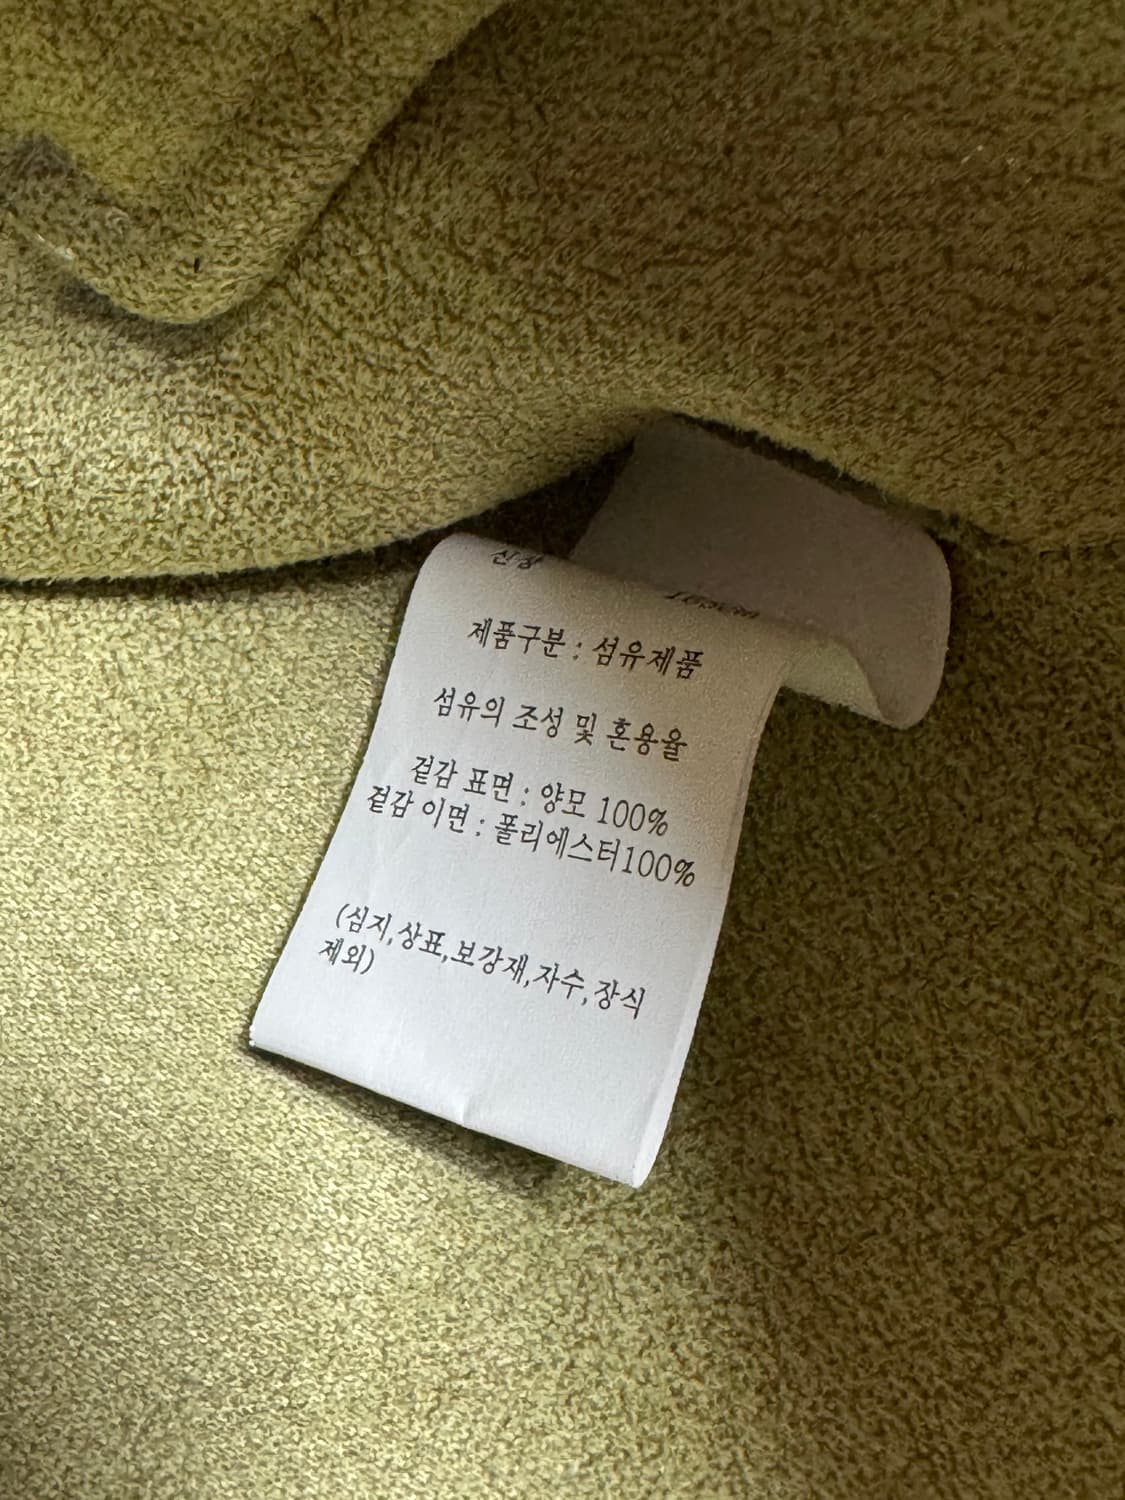 신장
제품구분 : 섬유제품
섬유의 조성 및 혼용율
겉감 표면 : 양모 100%
겉감 이면 : 폴리에스터100%
(심지,상표,보강재,자수,장식
제외)